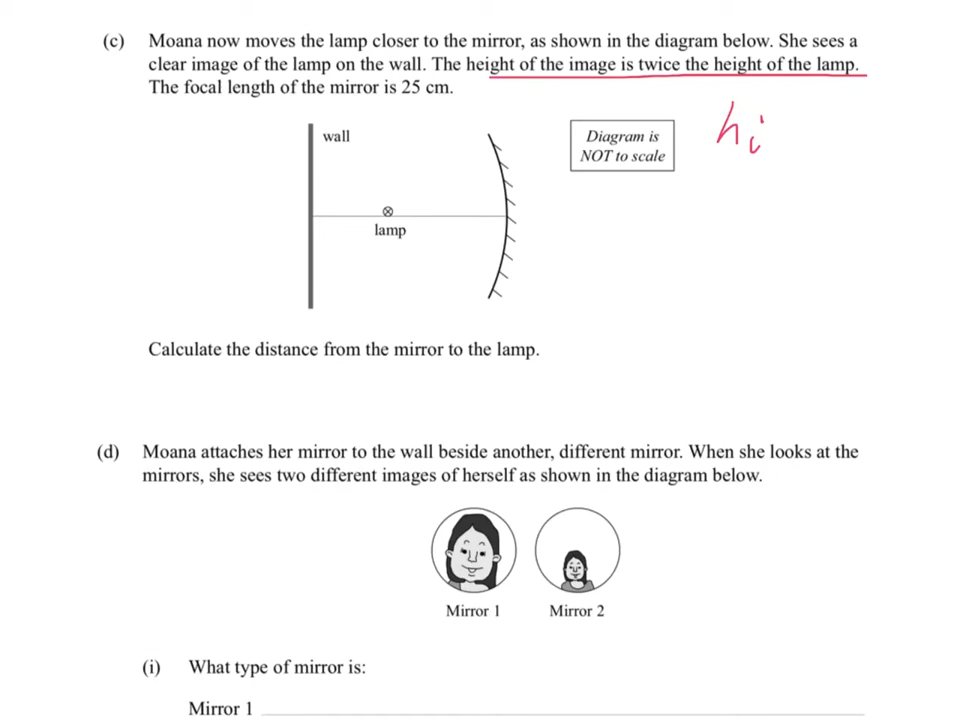 (c) Moana now moves the lamp closer to the mirror, as shown in the diagram below. She sees a
clear image of the lamp on the wall. The height of the image is twice the height of the lamp.
The focal length of the mirror is 25 cm.
wall
Diagram is
NOT to scale
hi
lamp
Calculate the distance from the mirror to the lamp.
(d) Moana attaches her mirror to the wall beside another, different mirror. When she looks at the
mirrors, she sees two different images of herself as shown in the diagram below.
Mirror 1 Mirror 2
(i) What type of mirror is:
Mirror 1